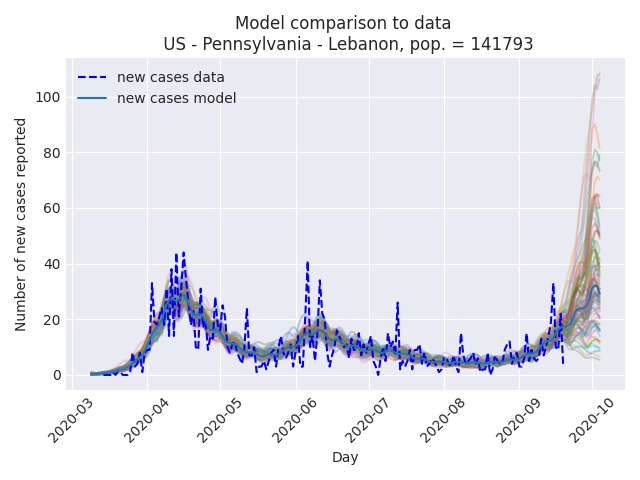 Model comparison to data
US - Pennsylvania - Lebanon, pop. = 141793
new cases data
new cases model
Number of new cases reported
100
80
60
40
20
0
2020-03
2020-04
2020-05
2020-06
2020-07
2020-08
2020-09
2020-10
Day